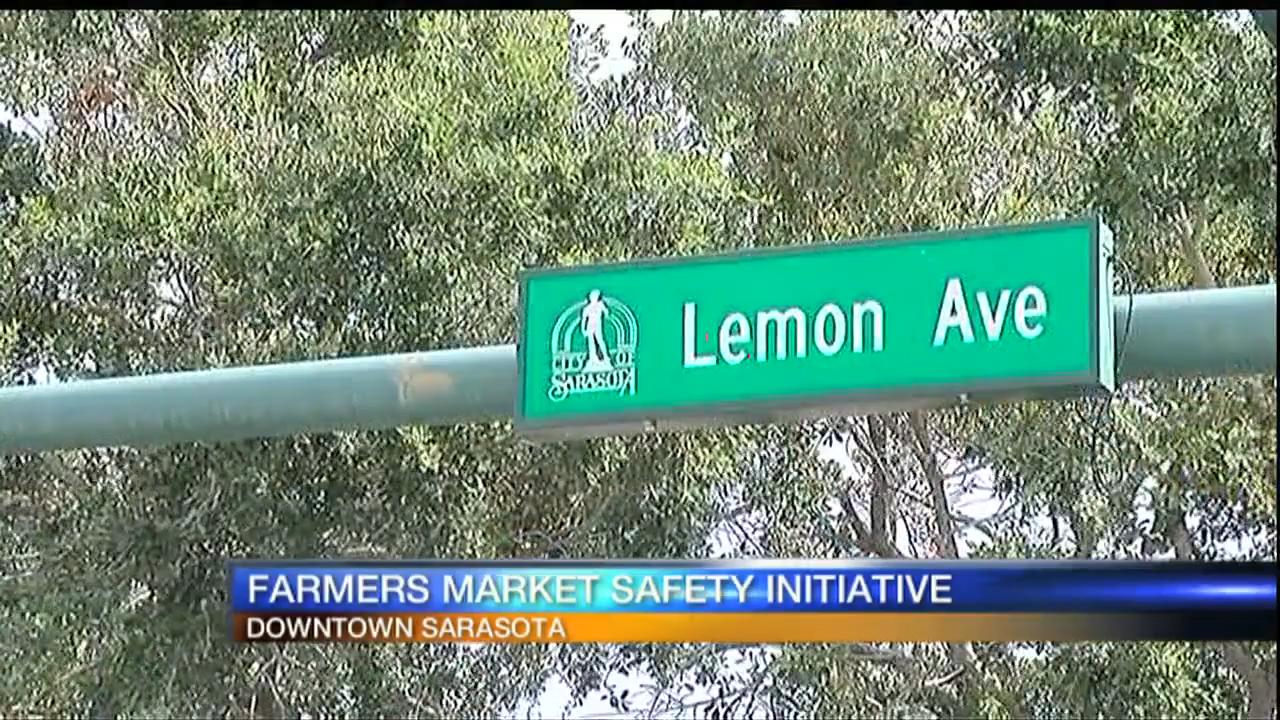 Lemon Ave
CITY OF
SARASOTA
FARMERS MARKET SAFETY INITIATIVE
DOWNTOWN SARASOTA